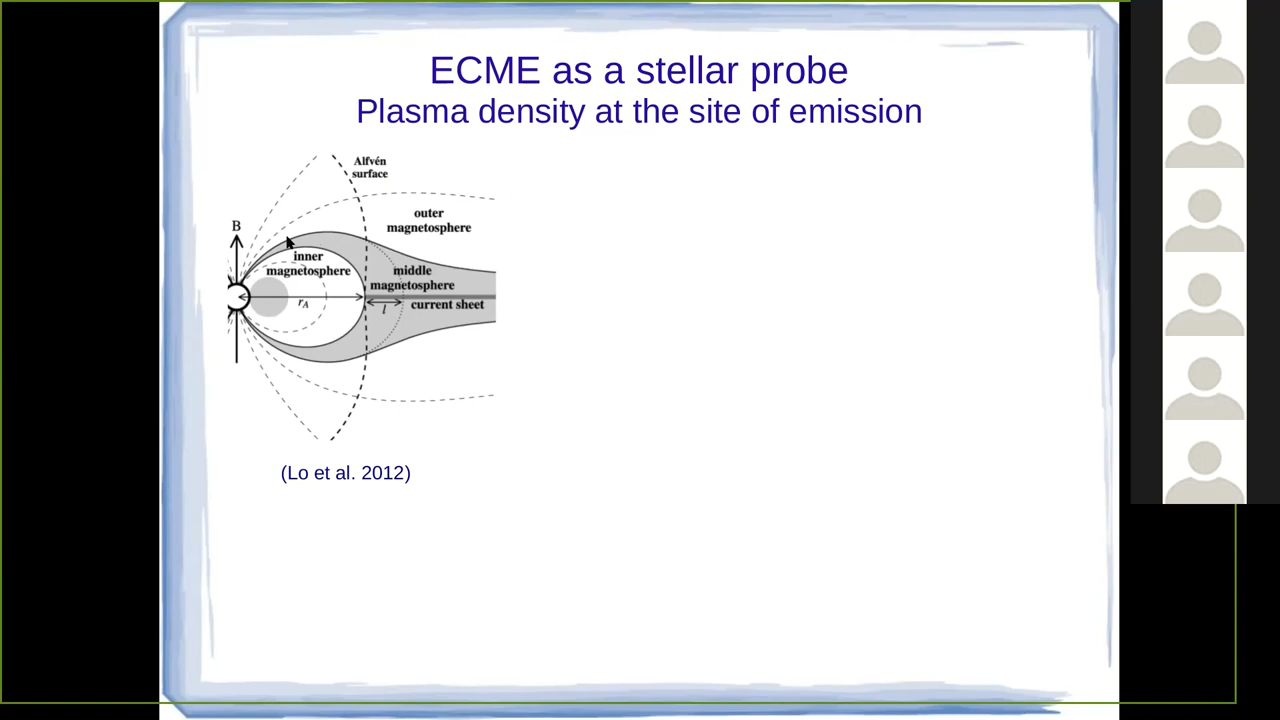 ECME as a stellar probe
Plasma density at the site of emission
Alfvén
surface
B
outer
magnetosphere
inner
magnetosphere
middle
magnetosphere
rA
l
current sheet
(Lo et al. 2012)